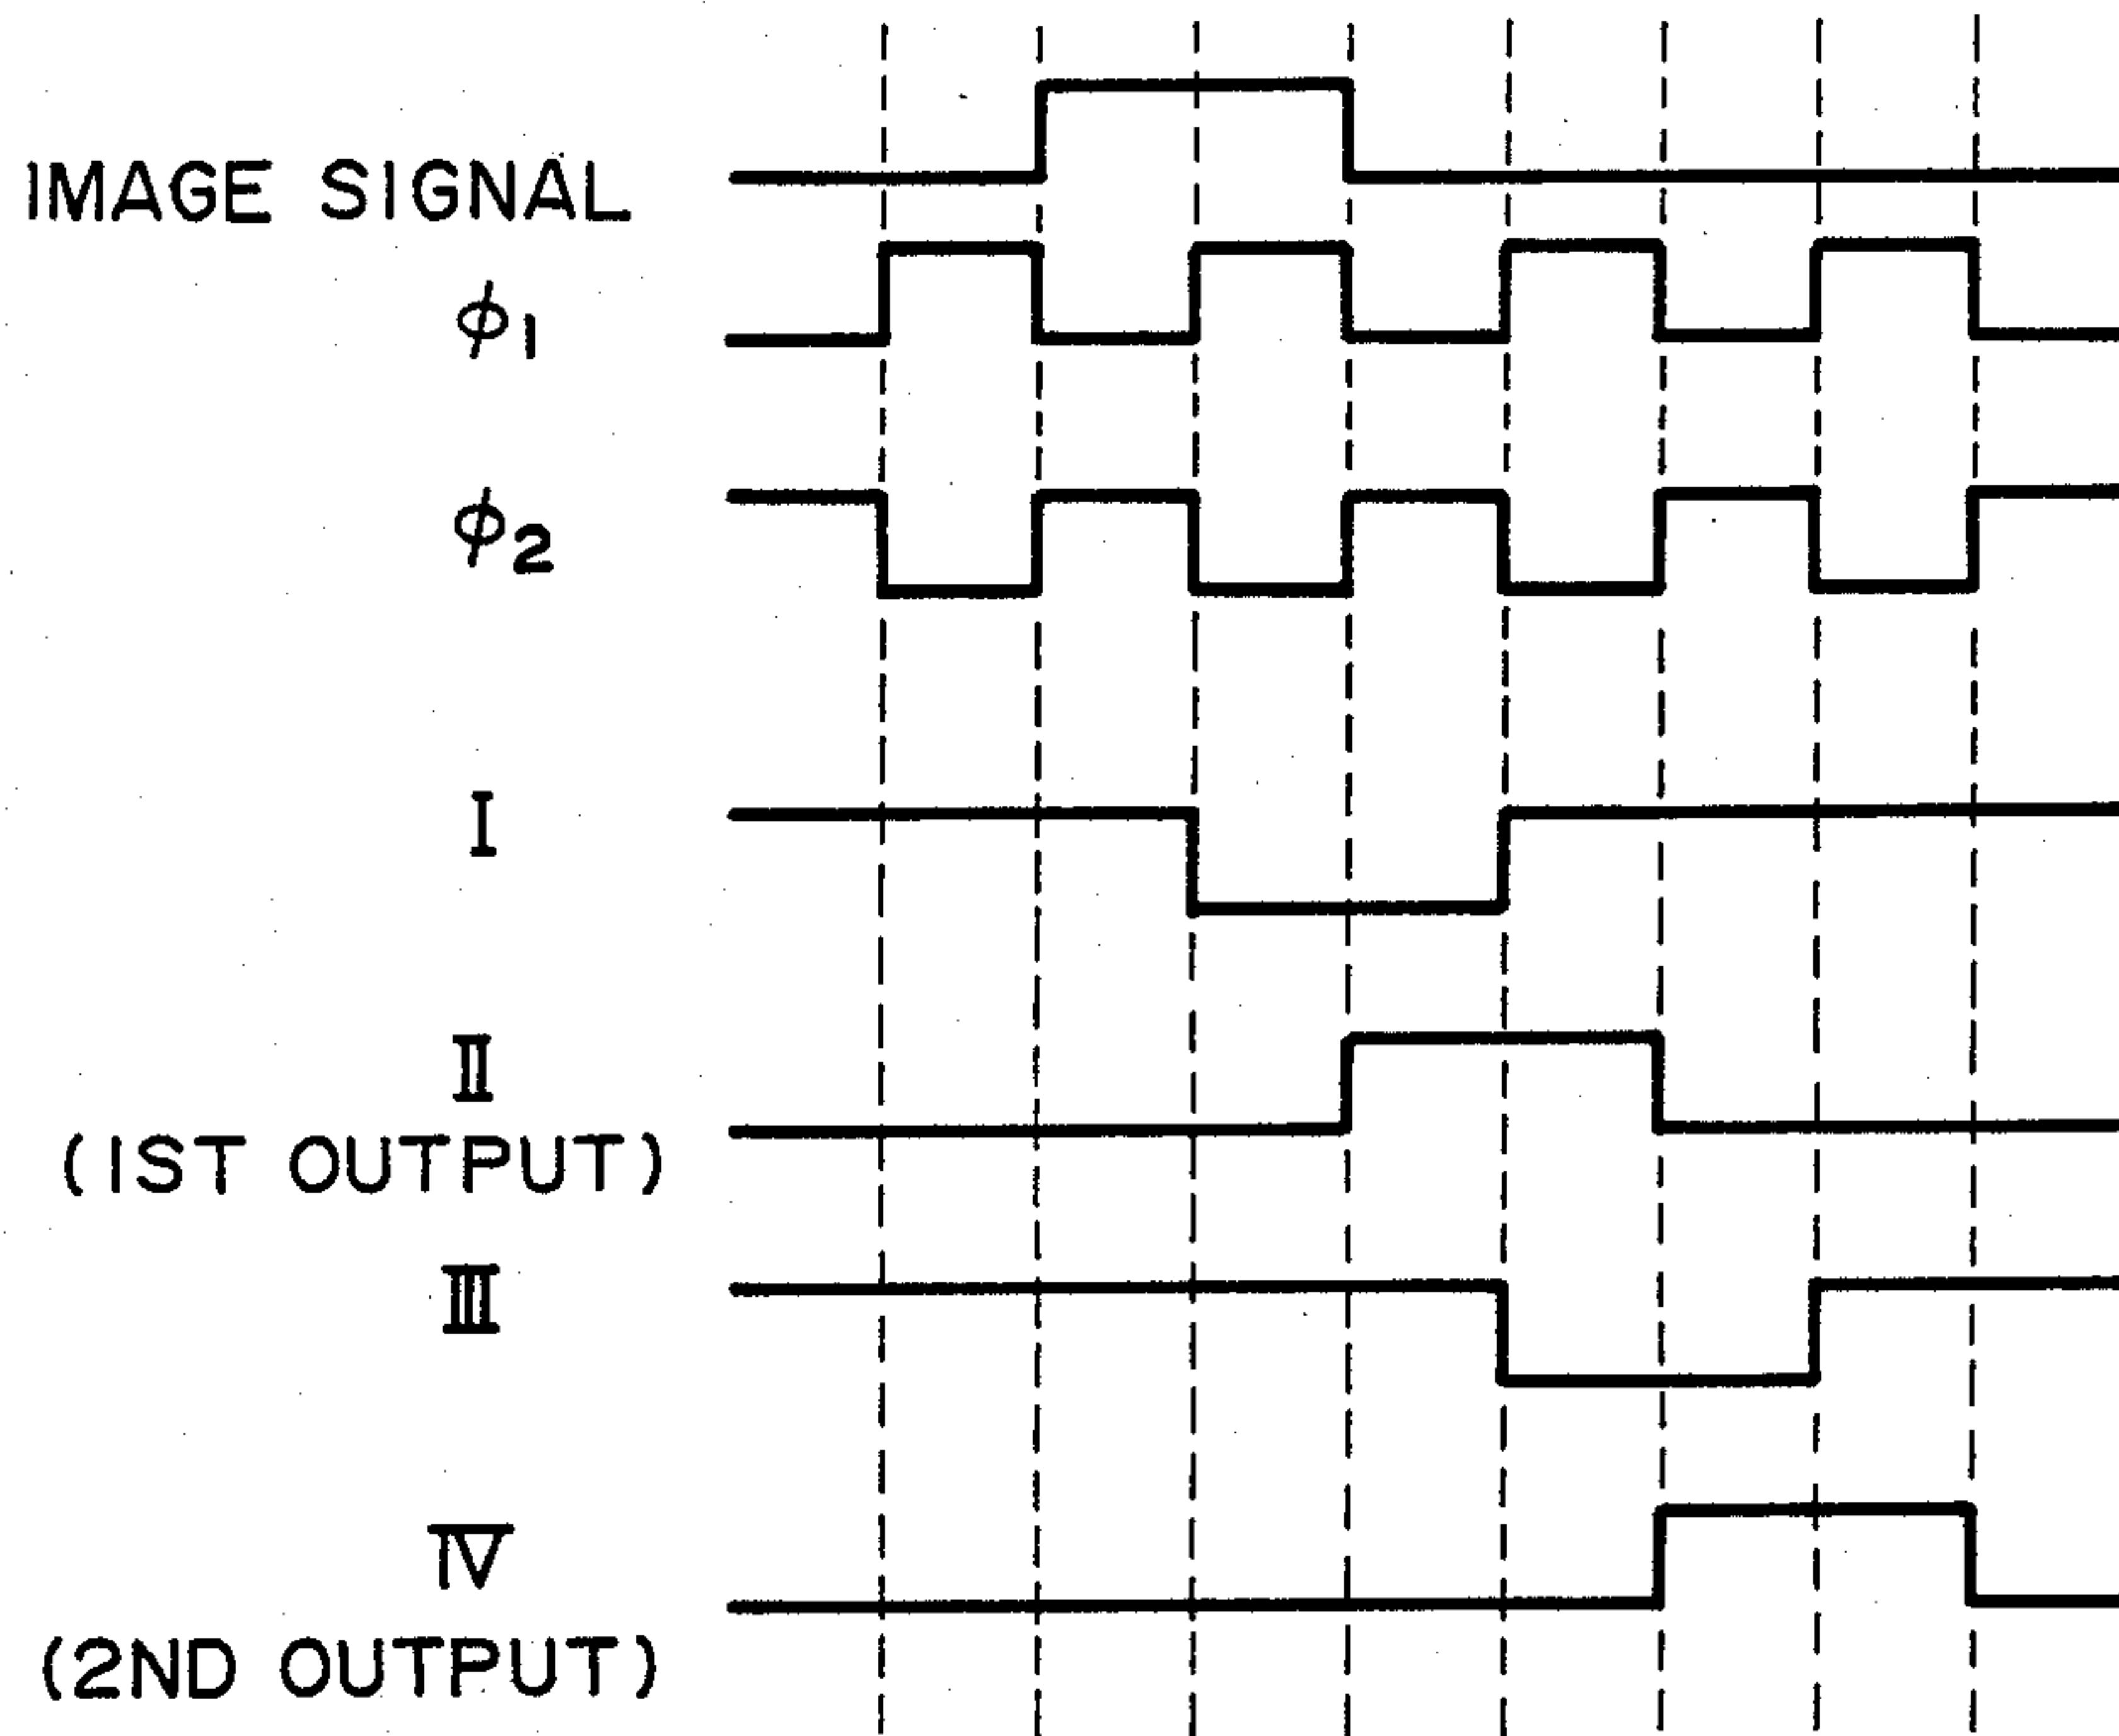 IMAGE SIGNAL
ϕ1
ϕ2
I
II
(1ST OUTPUT)
III
IV
(2ND OUTPUT)